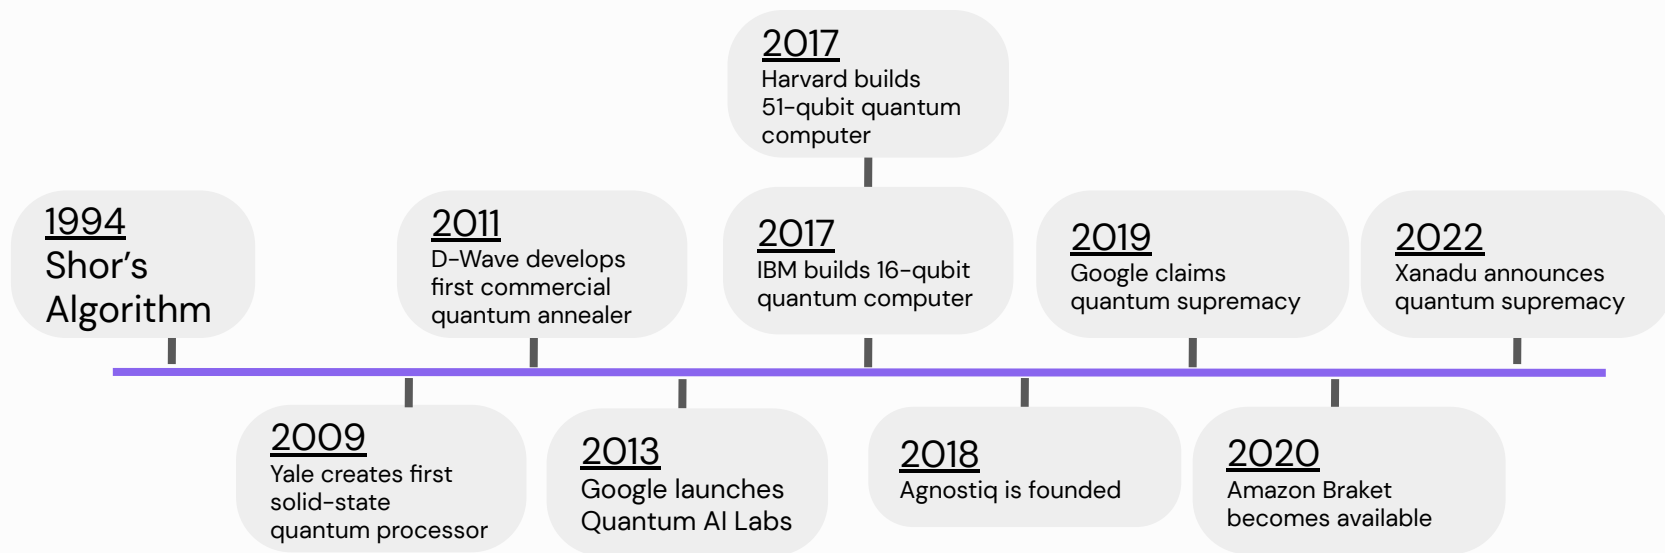 1994
Shor's
Algorithm
2009
Yale creates first
solid-state
quantum processor
2011
D-Wave develops
first commercial
quantum annealer
2013
Google launches
Quantum AI Labs
2017
Harvard builds
51-qubit quantum
computer
2017
IBM builds 16-qubit
quantum computer
2018
Agnostiq is founded
2019
Google claims
quantum supremacy
2020
Amazon Braket
becomes available
2022
Xanadu announces
quantum supremacy